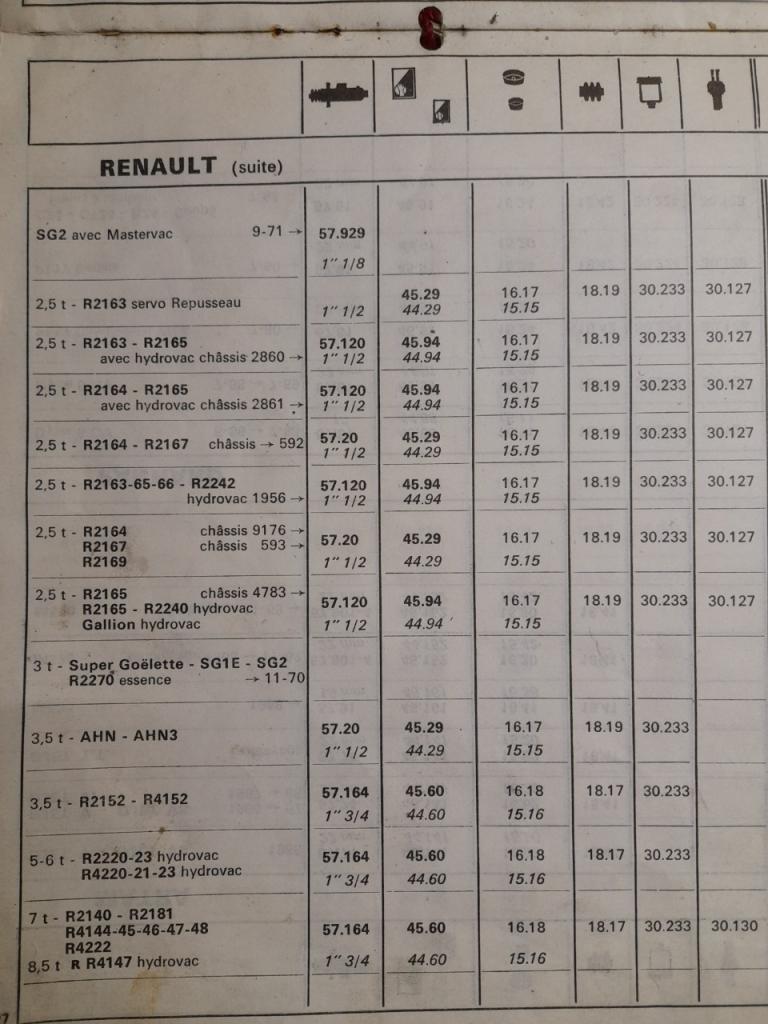 RENAULT (suite)
SG2 avec Mastervac 9-71 → 57.929
1" 1/8
45.29 16.17 18.19 30.233 30.127
2,5 t - R2163 servo Repusseau 1" 1/2 44.29 15.15
2,5 t - R2163 - R2165 57.120 45.94 16.17 18.19 30.233 30.127
avec hydrovac châssis 2860 → 1" 1/2 44.94 15.15
2,5 t - R2164 - R2165 57.120 45.94 16.17 18.19 30.233 30.127
avec hydrovac châssis 2861 → 1" 1/2 44.94 15.15
2,5 t - R2164 - R2167 châssis → 592 57.20 45.29 16.17 18.19 30.233 30.127
1" 1/2 44.29 15.15
2,5 t - R2163-65-66 - R2242 57.120 45.94 16.17 18.19 30.233 30.127
hydrovac 1956 → 1" 1/2 44.94 15.15
2,5 t - R2164 châssis 9176 →
R2167 châssis 593 → 57.20 45.29 16.17 18.19 30.233 30.127
R2169 1" 1/2 44.29 15.15
2,5 t - R2165 châssis 4783 →
R2165 - R2240 hydrovac 57.120 45.94 16.17 18.19 30.233 30.127
Gallion hydrovac 1" 1/2 44.94 15.15
3 t - Super Goëlette - SG1E - SG2
R2270 essence → 11-70
3,5 t - AHN - AHN3 57.20 45.29 16.17 18.19 30.233
1" 1/2 44.29 15.15
3,5 t - R2152 - R4152 57.164 45.60 16.18 18.17 30.233
1" 3/4 44.60 15.16
5-6 t - R2220-23 hydrovac 57.164 45.60 16.18 18.17 30.233
R4220-21-23 hydrovac 1" 3/4 44.60 15.16
7 t - R2140 - R2181
R4144-45-46-47-48 57.164 45.60 16.18 18.17 30.233 30.130
R4222
8,5 t R R4147 hydrovac 1" 3/4 44.60 15.16